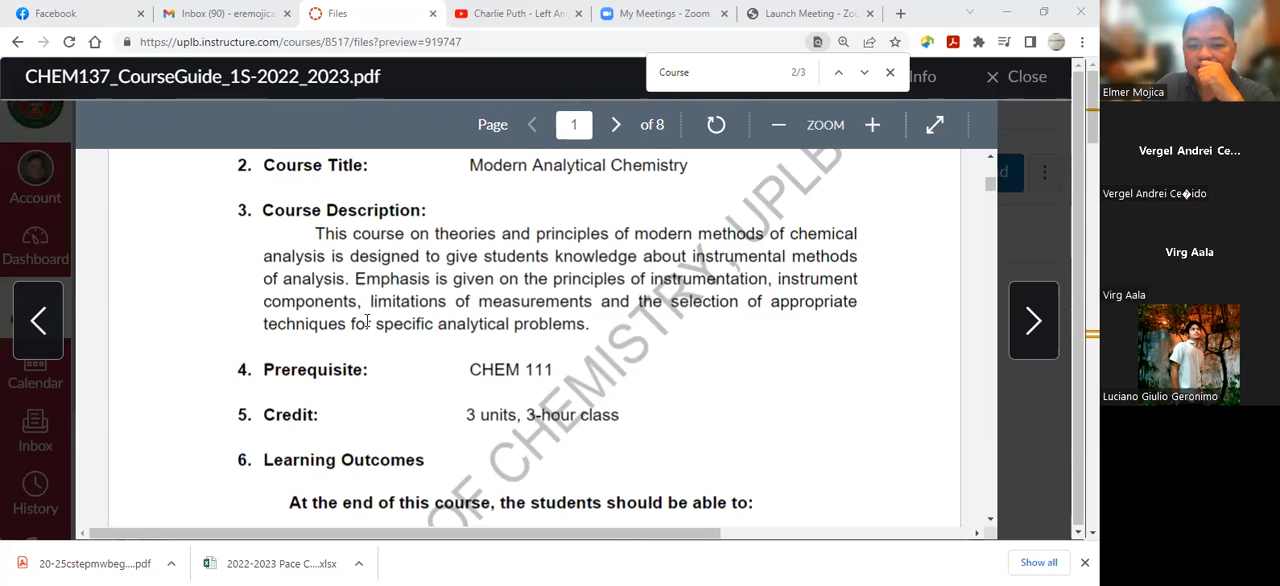 Facebook
Inbox (90) - eremojica
Files
Charlie Puth - Left An
My Meetings - Zoom
Launch Meeting - Zo
https://uplb.instructure.com/courses/8517/files?preview=919747
CHEM137_CourseGuide_1S-2022_2023.pdf
Course 2/3
Info
Close
Page 1 of 8
ZOOM
2. Course Title: Modern Analytical Chemistry
3. Course Description:
This course on theories and principles of modern methods of chemical
analysis is designed to give students knowledge about instrumental methods
of analysis. Emphasis is given on the principles of instrumentation, instrument
components, limitations of measurements and the selection of appropriate
techniques for specific analytical problems.
4. Prerequisite: CHEM 111
5. Credit: 3 units, 3-hour class
6. Learning Outcomes
At the end of this course, the students should be able to:
OF CHEMISTRY, UPLB
Account
Dashboard
Calendar
Inbox
History
20-25cstepmwbeg....pdf
2022-2023 Pace C....xlsx
Show all
Elmer Mojica
Vergel Andrei Ce...
Vergel Andrei Ce�ido
Virg Aala
Virg Aala
Luciano Giulio Geronimo